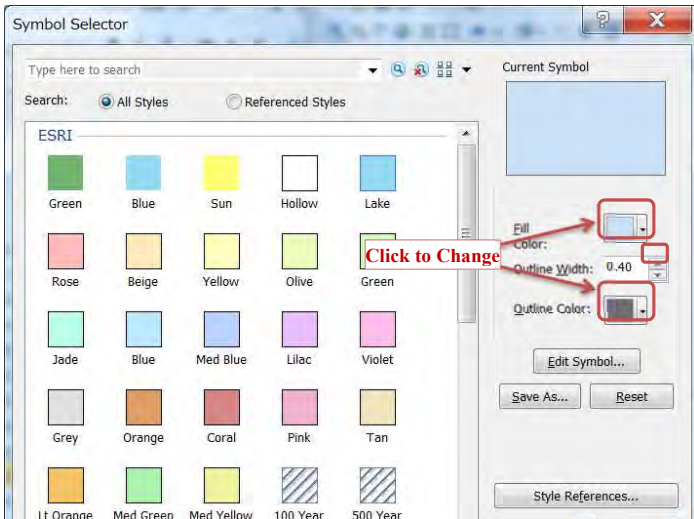 Symbol Selector
Type here to search
Search: All Styles Referenced Styles
ESRI
Green Blue Sun Hollow Lake
Rose Beige Yellow Olive Green
Jade Blue Med Blue Lilac Violet
Grey Orange Coral Pink Tan
Lt Orange Med Green Med Yellow 100 Year 500 Year
Current Symbol
Fill
Color:
Click to Change
Outline Width: 0.40
Outline Color:
Edit Symbol...
Save As... Reset
Style References...